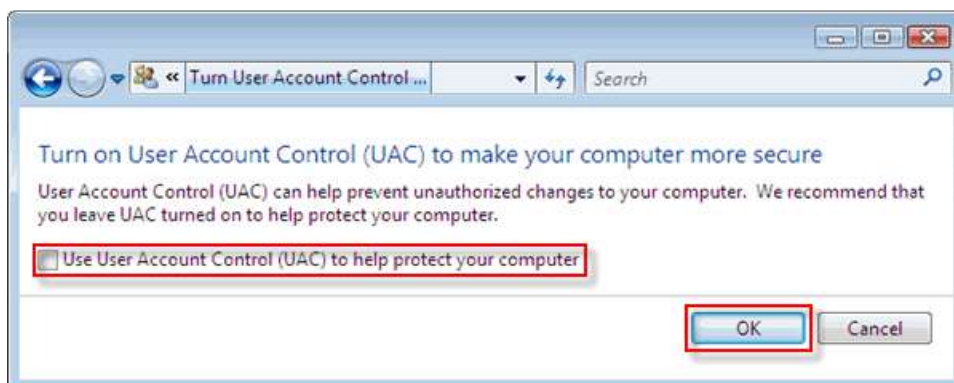 « Turn User Account Control ...
Search
Turn on User Account Control (UAC) to make your computer more secure
User Account Control (UAC) can help prevent unauthorized changes to your computer. We recommend that
you leave UAC turned on to help protect your computer.
Use User Account Control (UAC) to help protect your computer
OK
Cancel